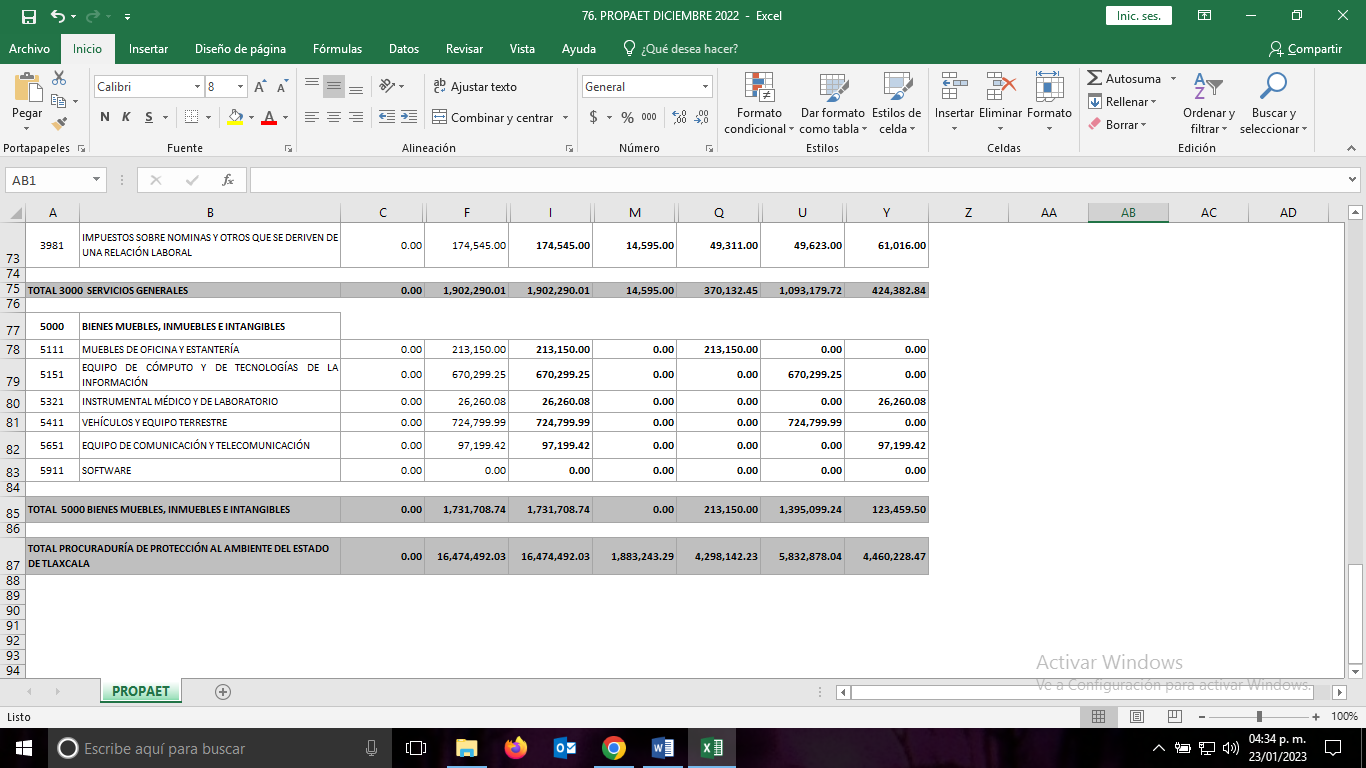 76. PROPAET DICIEMBRE 2022 - Excel
Inic. ses.
Archivo Inicio Insertar Diseño de página Fórmulas Datos Revisar Vista Ayuda ¿Qué desea hacer? Compartir
Pegar
Portapapeles
Calibri 8
N K S
Fuente
Ajustar texto
Combinar y centrar
Alineación
General
$ % 000
Número
Formato condicional
Dar formato como tabla
Estilos de celda
Estilos
Insertar Eliminar Formato
Celdas
Autosuma
Rellenar
Borrar
Ordenar y filtrar
Buscar y seleccionar
Edición
AB1 fx
A B C F I M Q U Y Z AA AB AC AD
73 3981 IMPUESTOS SOBRE NOMINAS Y OTROS QUE SE DERIVEN DE UNA RELACIÓN LABORAL 0.00 174,545.00 174,545.00 14,595.00 49,311.00 49,623.00 61,016.00
74
75 TOTAL 3000 SERVICIOS GENERALES 0.00 1,902,290.01 1,902,290.01 14,595.00 370,132.45 1,093,179.72 424,382.84
76
77 5000 BIENES MUEBLES, INMUEBLES E INTANGIBLES
78 5111 MUEBLES DE OFICINA Y ESTANTERÍA 0.00 213,150.00 213,150.00 0.00 213,150.00 0.00 0.00
79 5151 EQUIPO DE CÓMPUTO Y DE TECNOLOGÍAS DE LA INFORMACIÓN 0.00 670,299.25 670,299.25 0.00 0.00 670,299.25 0.00
80 5321 INSTRUMENTAL MÉDICO Y DE LABORATORIO 0.00 26,260.08 26,260.08 0.00 0.00 0.00 26,260.08
81 5411 VEHÍCULOS Y EQUIPO TERRESTRE 0.00 724,799.99 724,799.99 0.00 0.00 724,799.99 0.00
82 5651 EQUIPO DE COMUNICACIÓN Y TELECOMUNICACIÓN 0.00 97,199.42 97,199.42 0.00 0.00 0.00 97,199.42
83 5911 SOFTWARE 0.00 0.00 0.00 0.00 0.00 0.00 0.00
84
85 TOTAL 5000 BIENES MUEBLES, INMUEBLES E INTANGIBLES 0.00 1,731,708.74 1,731,708.74 0.00 213,150.00 1,395,099.24 123,459.50
86
87 TOTAL PROCURADURÍA DE PROTECCIÓN AL AMBIENTE DEL ESTADO DE TLAXCALA 0.00 16,474,492.03 16,474,492.03 1,883,243.29 4,298,142.23 5,832,878.04 4,460,228.47
88
89
90
91
92
93
94
Activar Windows
Ve a Configuración para activar Windows.
PROPAET
Listo 100%
Escribe aquí para buscar
04:34 p. m.
23/01/2023